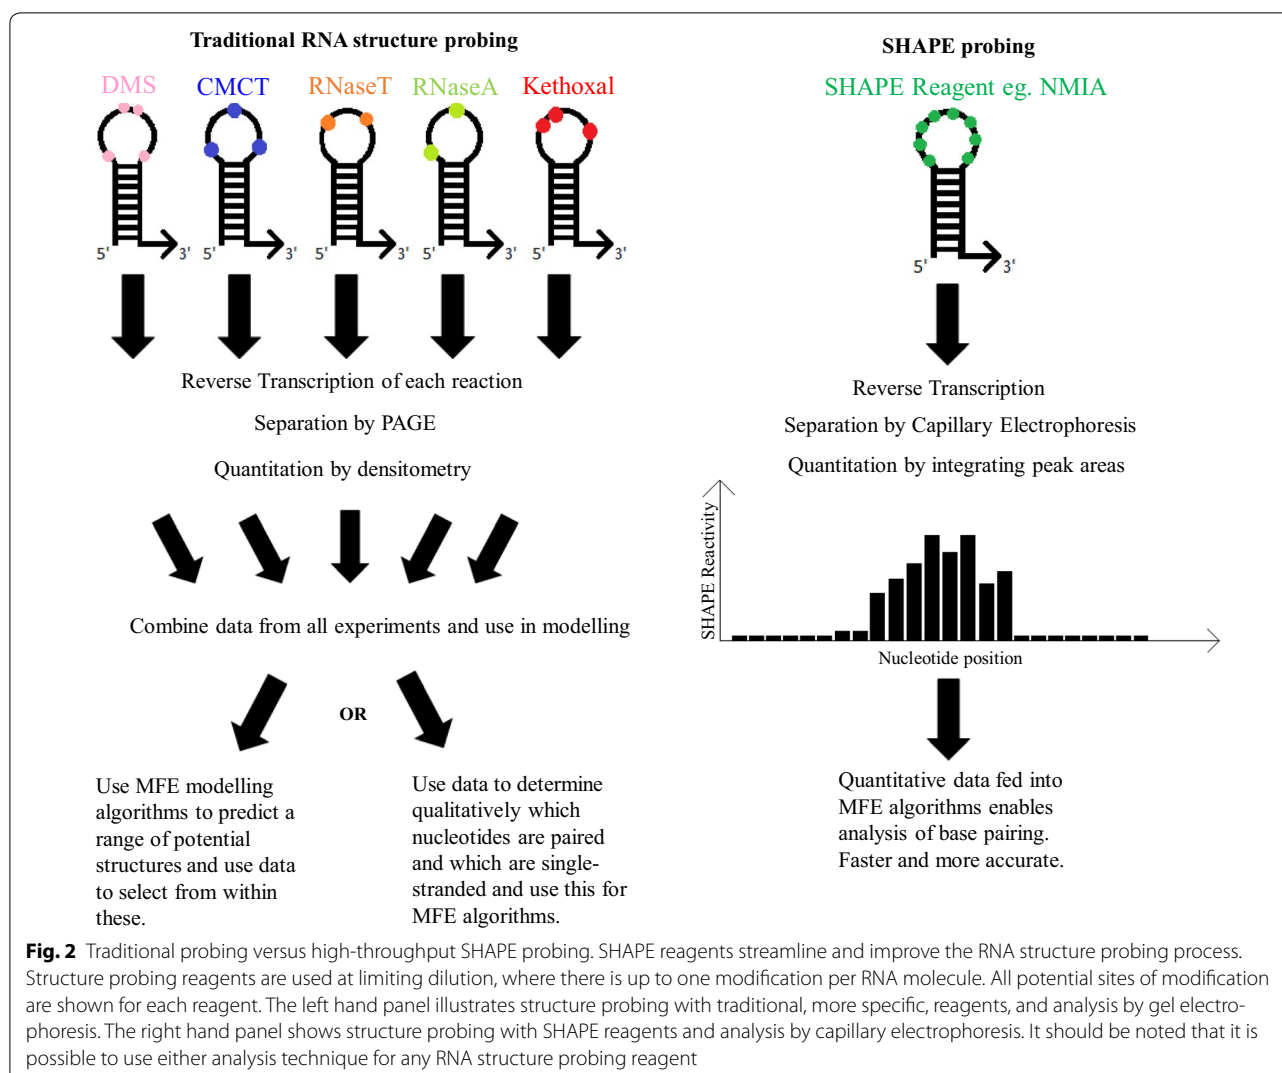 Traditional RNA structure probing
DMS
CMCT
RNaseT
RNaseA
Kethoxal
5'
3'
5'
3'
5'
3'
5'
3'
5'
3'
Reverse Transcription of each reaction
Separation by PAGE
Quantitation by densitometry
Combine data from all experiments and use in modelling
OR
Use MFE modelling
algorithms to predict a
range of potential
structures and use data
to select from within
these.
Use data to determine
qualitatively which
nucleotides are paired
and which are single-
stranded and use this for
MFE algorithms.
SHAPE probing
SHAPE Reagent eg. NMIA
5'
3'
Reverse Transcription
Separation by Capillary Electrophoresis
Quantitation by integrating peak areas
SHAPE Reactivity
Nucleotide position
Quantitative data fed into
MFE algorithms enables
analysis of base pairing.
Faster and more accurate.
Fig. 2 Traditional probing versus high-throughput SHAPE probing. SHAPE reagents streamline and improve the RNA structure probing process.
Structure probing reagents are used at limiting dilution, where there is up to one modification per RNA molecule. All potential sites of modification
are shown for each reagent. The left hand panel illustrates structure probing with traditional, more specific, reagents, and analysis by gel electro-
phoresis. The right hand panel shows structure probing with SHAPE reagents and analysis by capillary electrophoresis. It should be noted that it is
possible to use either analysis technique for any RNA structure probing reagent